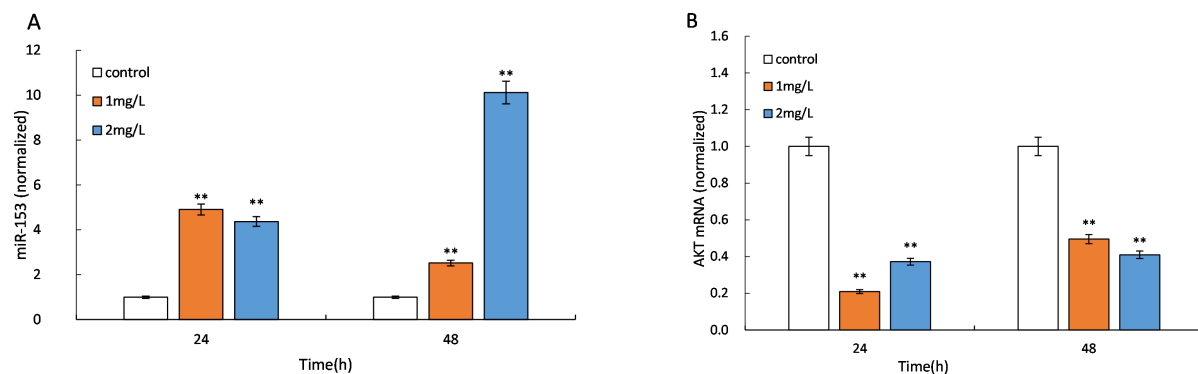 A
miR-153 (normalized)
12
10
8
6
4
2
0
control
1mg/L
2mg/L
**
**
**
**
24
48
Time(h)
B
AKT mRNA (normalized)
1.6
1.4
1.2
1.0
0.8
0.6
0.4
0.2
0.0
control
1mg/L
2mg/L
**
**
**
**
24
48
Time(h)